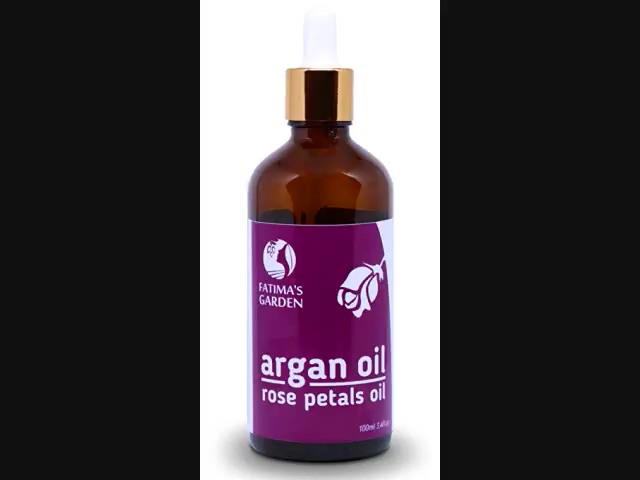 FATIMA'S
GARDEN
argan oil
rose petals oil
100ml